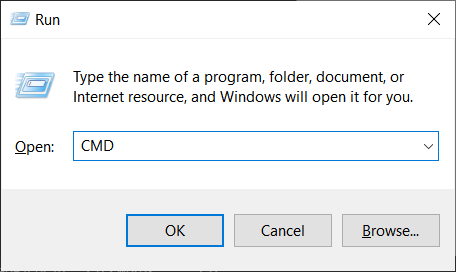 Run
Type the name of a program, folder, document, or
Internet resource, and Windows will open it for you.
Open: CMD
OK Cancel Browse...